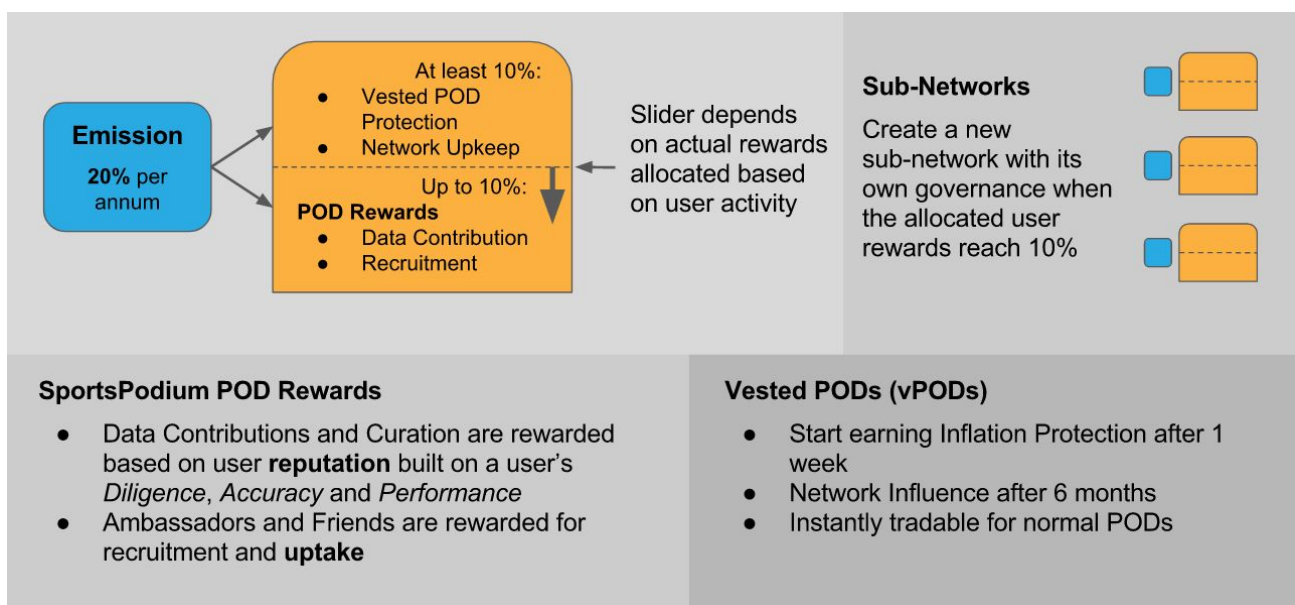 Emission
20% per
annum
At least 10%:
● Vested POD
Protection
● Network Upkeep
Up to 10%:
POD Rewards
● Data Contribution
● Recruitment
Slider depends
on actual rewards
allocated based
on user activity
Sub-Networks
Create a new
sub-network with its
own governance when
the allocated user
rewards reach 10%
SportsPodium POD Rewards
● Data Contributions and Curation are rewarded
based on user reputation built on a user’s
Diligence, Accuracy and Performance
● Ambassadors and Friends are rewarded for
recruitment and uptake
Vested PODs (vPODs)
● Start earning Inflation Protection after 1
week
● Network Influence after 6 months
● Instantly tradable for normal PODs